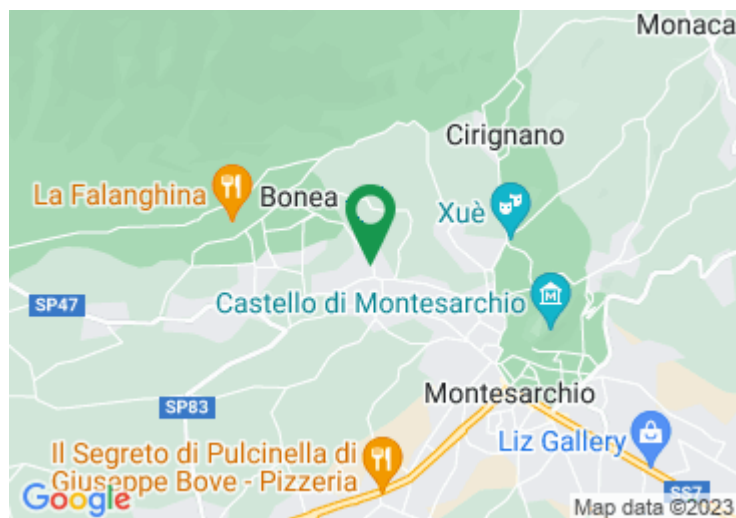 Monaca
Cirignano
La Falanghina
Bonea
Xuè
SP47
Castello di Montesarchio
M
SP83
Montesarchio
Liz Gallery
Il Segreto di Pulcinella di
Giuseppe Bove - Pizzeria
SS7
Google
Map data ©2023